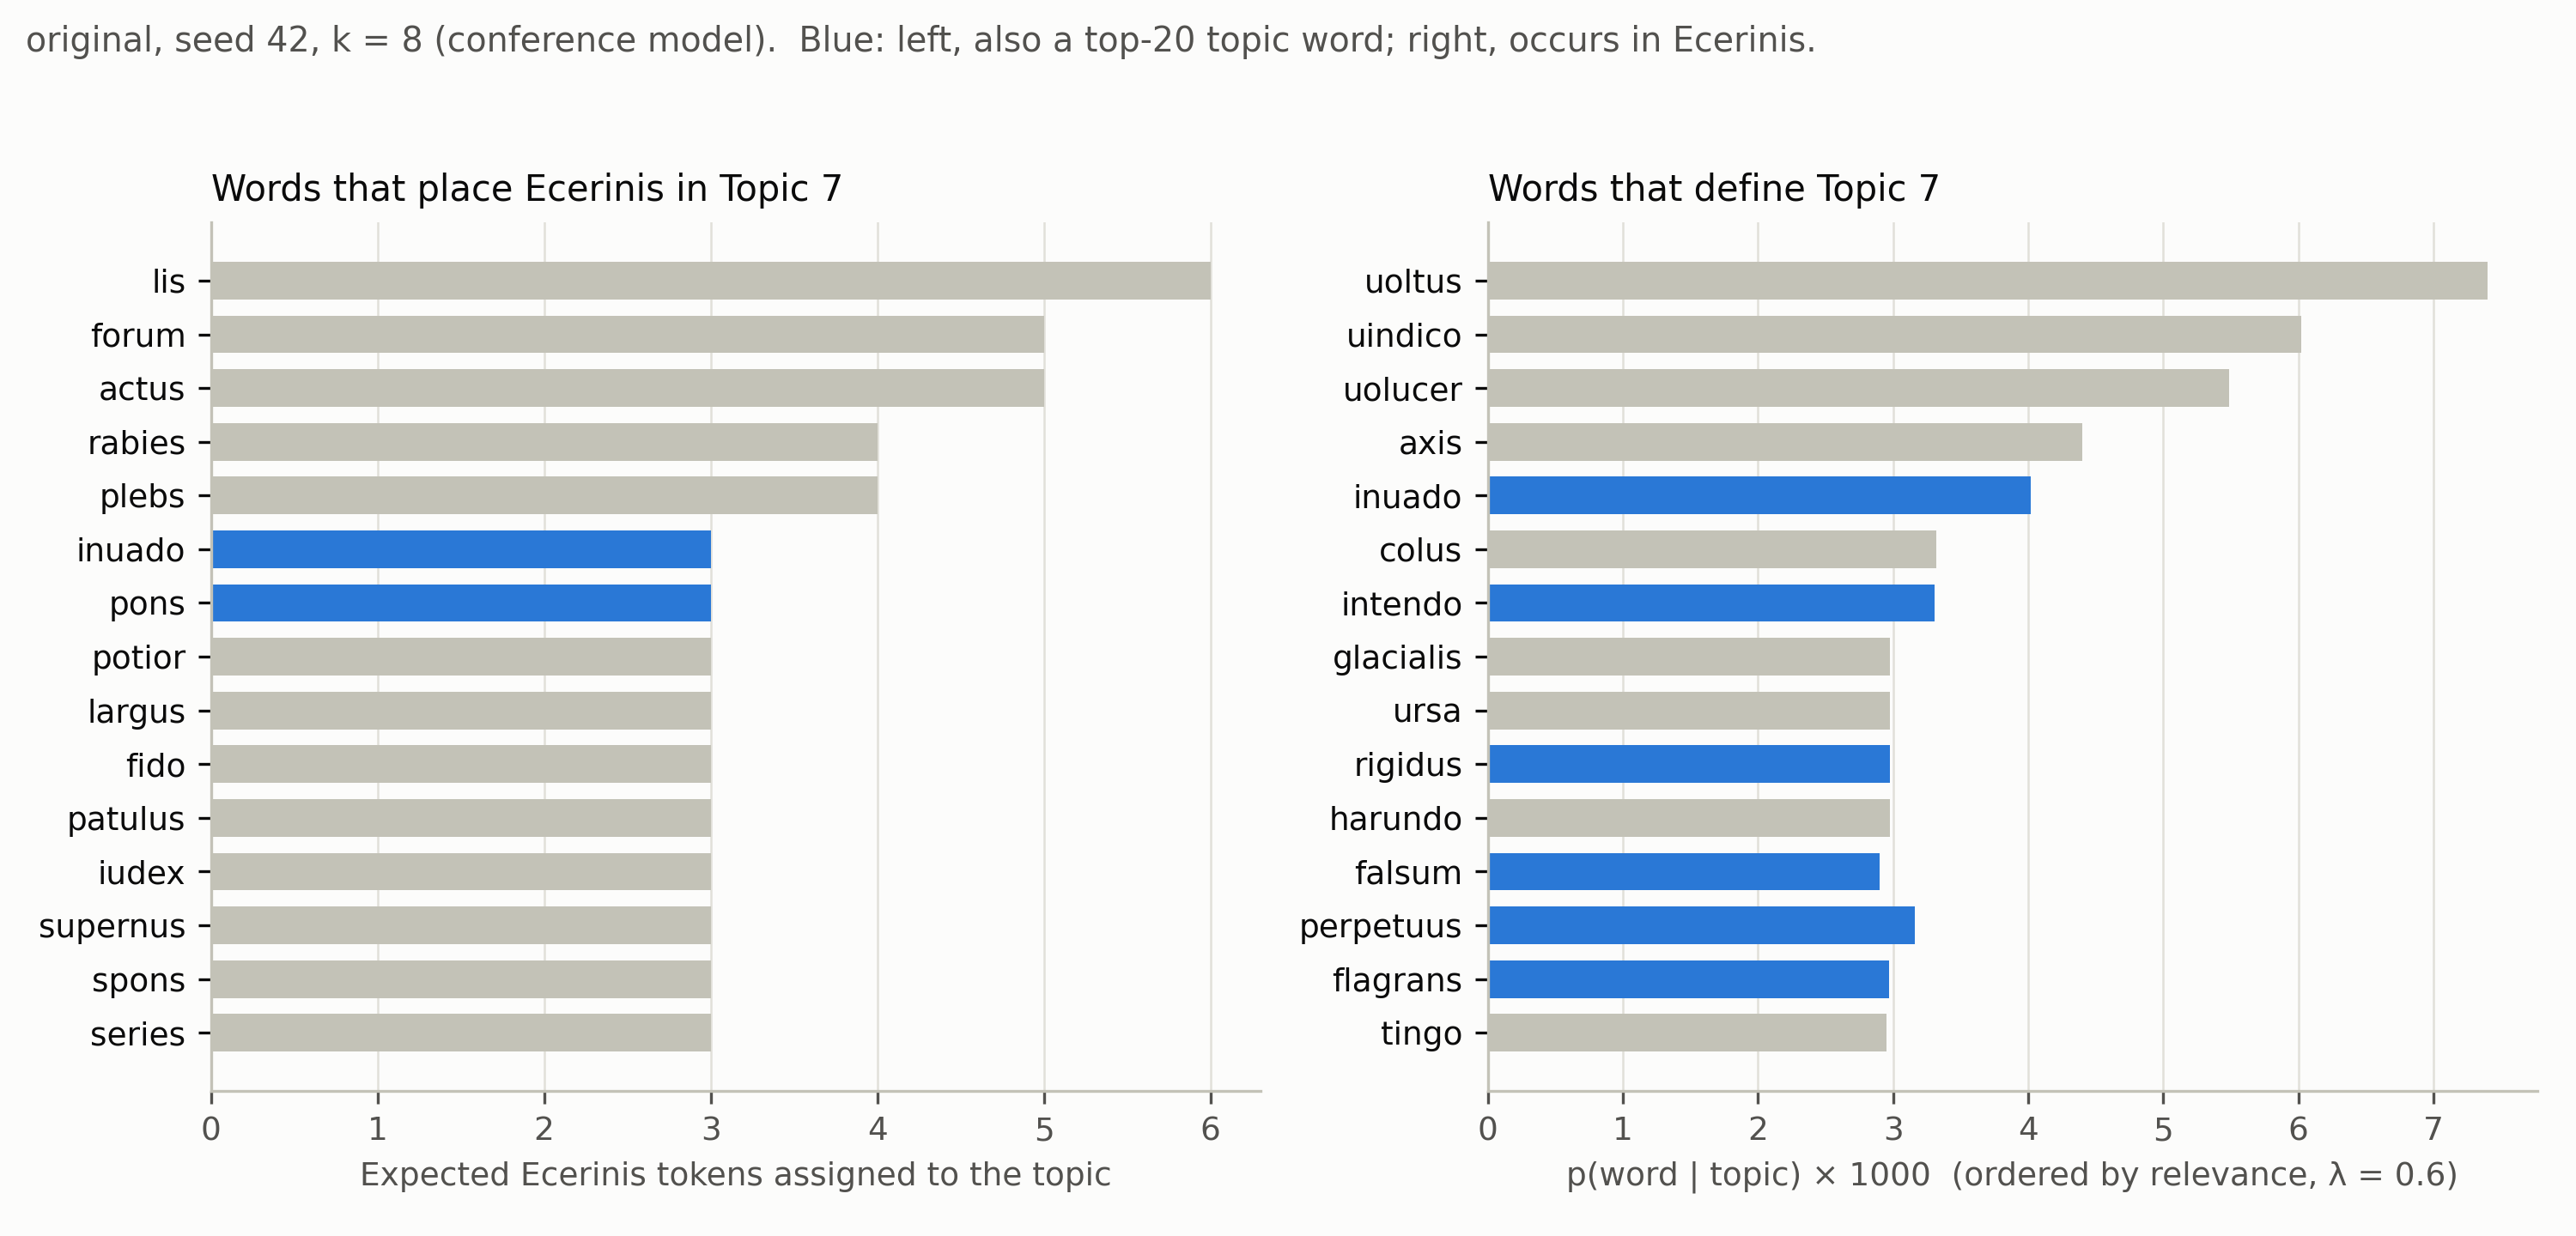 original, seed 42, k = 8 (conference model).  Blue: left, also a top-20 topic word; right, occurs in Ecerinis.
Words that place Ecerinis in Topic 7
lis
forum
actus
rabies
plebs
inuado
pons
potior
largus
fido
patulus
iudex
supernus
spons
series
0 1 2 3 4 5 6
Expected Ecerinis tokens assigned to the topic
Words that define Topic 7
uoltus
uindico
uolucer
axis
inuado
colus
intendo
glacialis
ursa
rigidus
harundo
falsum
perpetuus
flagrans
tingo
0 1 2 3 4 5 6 7
p(word | topic) × 1000  (ordered by relevance, λ = 0.6)